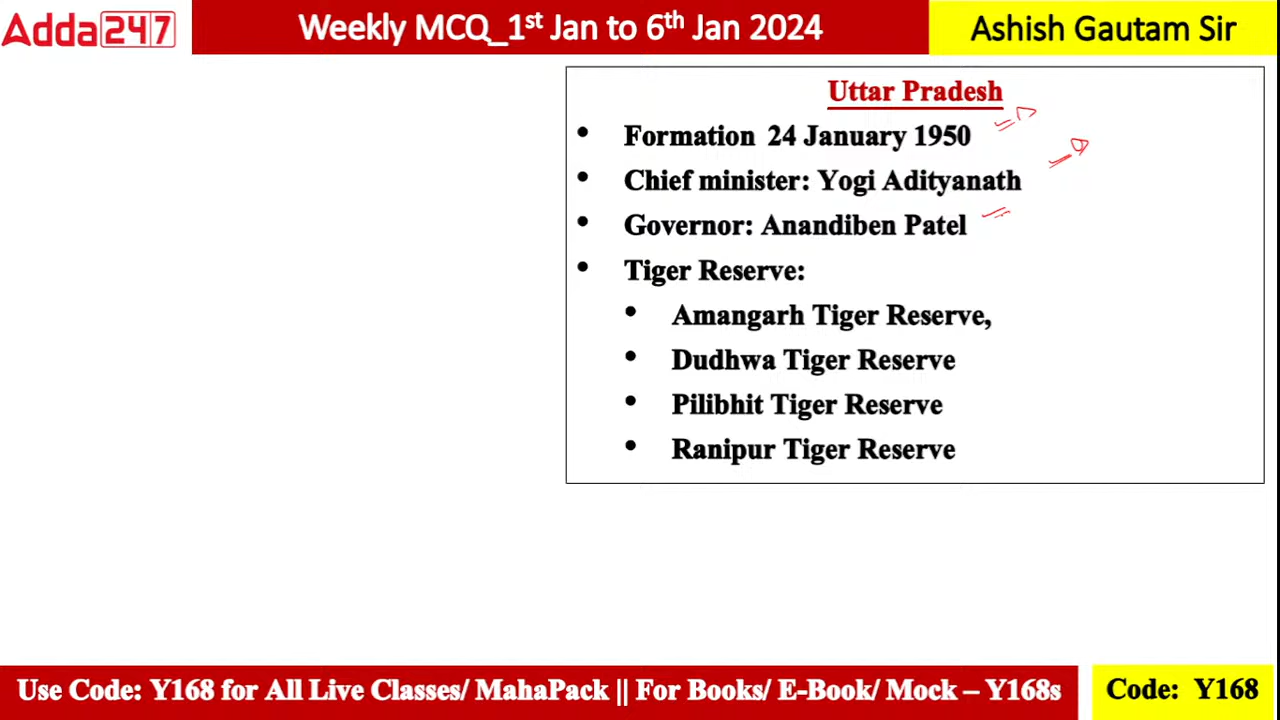 Adda247
Weekly MCQ_1st Jan to 6th Jan 2024
Ashish Gautam Sir
Uttar Pradesh
• Formation 24 January 1950
• Chief minister: Yogi Adityanath
• Governor: Anandiben Patel
• Tiger Reserve:
• Amangarh Tiger Reserve,
• Dudhwa Tiger Reserve
• Pilibhit Tiger Reserve
• Ranipur Tiger Reserve
Use Code: Y168 for All Live Classes/ MahaPack || For Books/ E-Book/ Mock – Y168s
Code: Y168